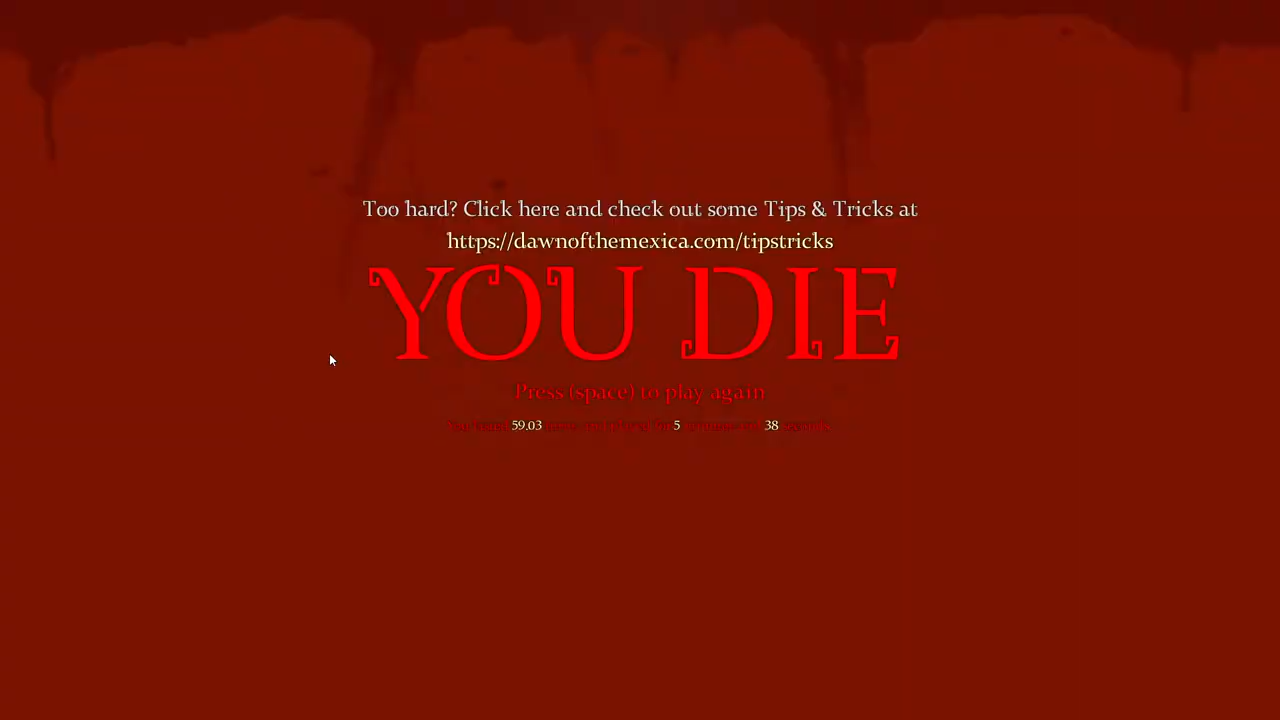 Too hard? Click here and check out some Tips & Tricks at
https://dawnofthemexica.com/tipstricks
YOU DIE
Press (space) to play again
59.03 5 38 seconds